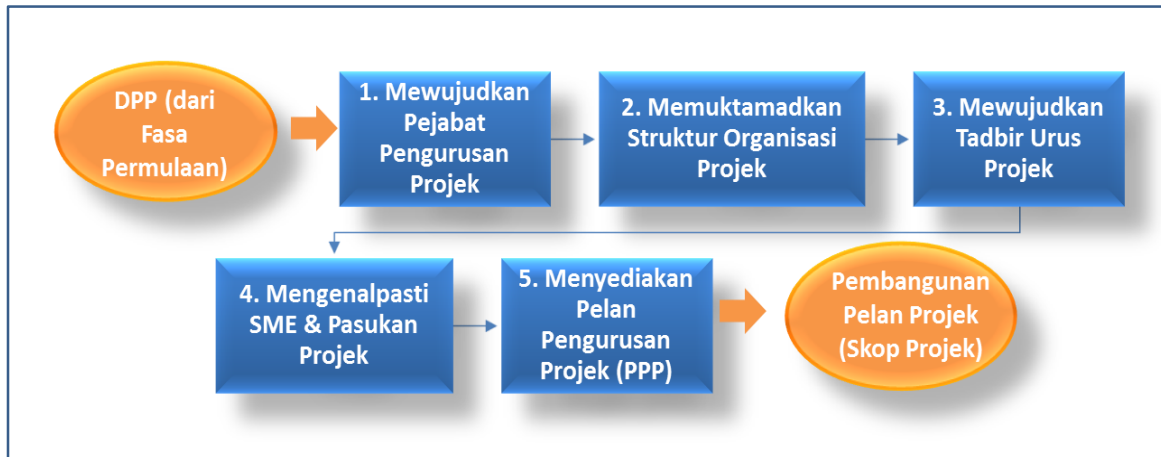 DPP (dari
Fasa
Permulaan)
1. Mewujudkan
Pejabat
Pengurusan
Projek
2. Memuktamadkan
Struktur Organisasi
Projek
3. Mewujudkan
Tadbir Urus
Projek
4. Mengenalpasti
SME & Pasukan
Projek
5. Menyediakan
Pelan
Pengurusan
Projek (PPP)
Pembangunan
Pelan Projek
(Skop Projek)